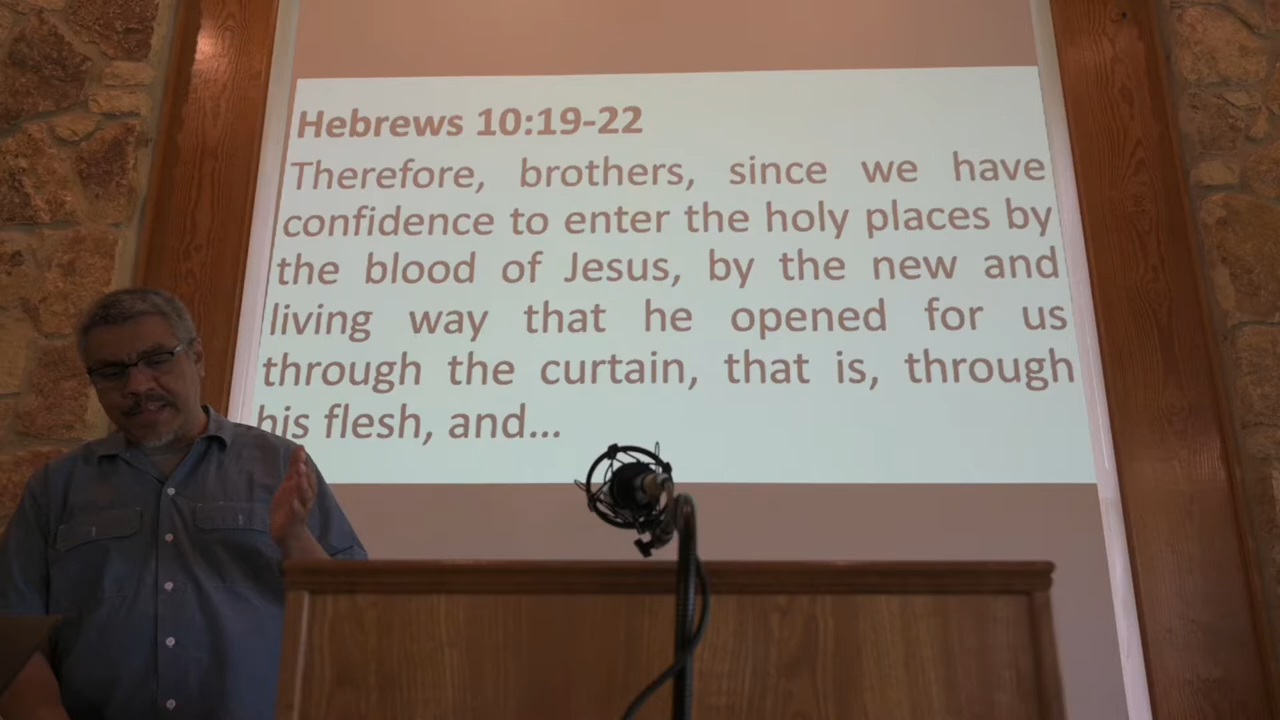 Hebrews 10:19-22
Therefore, brothers, since we have
confidence to enter the holy places by
the blood of Jesus, by the new and
living way that he opened for us
through the curtain, that is, through
his flesh, and...